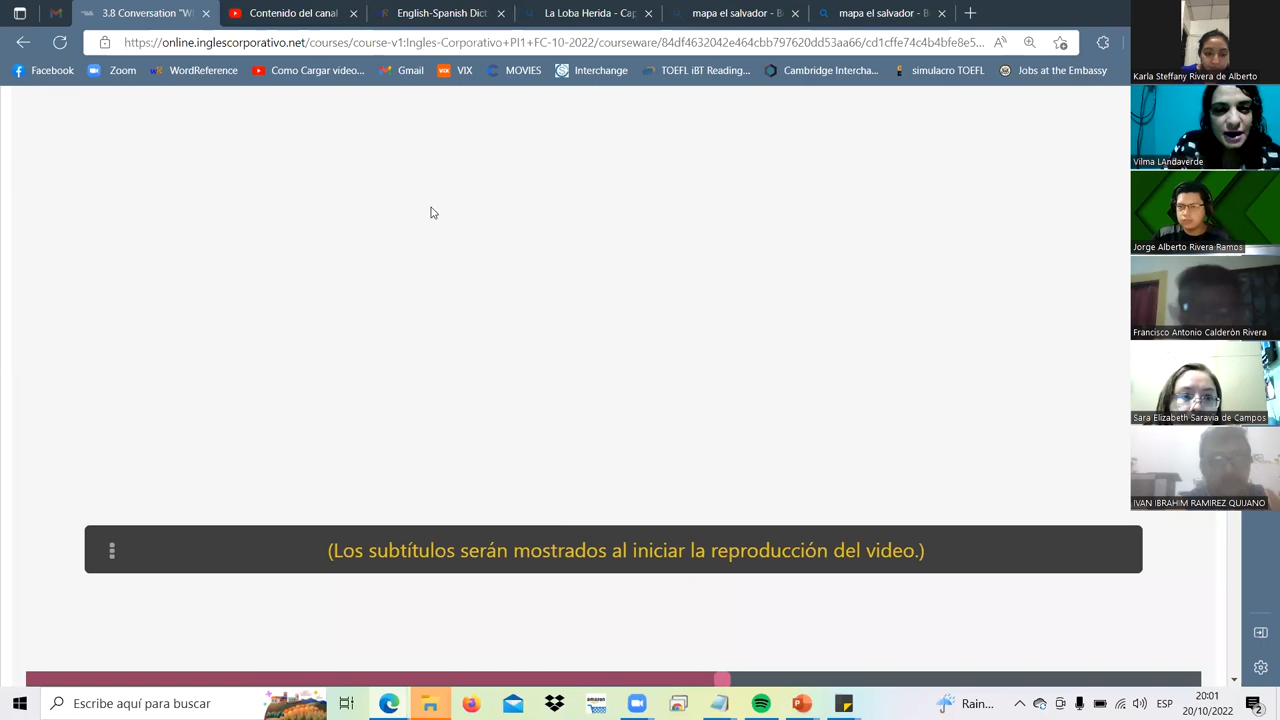 3.8 Conversation "W
Contenido del canal
English-Spanish Dict
La Loba Herida - Cap
mapa el salvador - B
mapa el salvador - B
https://online.inglescorporativo.net/courses/course-v1:Ingles-Corporativo+PI1+FC-10-2022/courseware/84df4632042e464cbb797620dd53aa66/cd1cffe74c4b4bfe8e5...
Facebook
Zoom
WordReference
Como Cargar video...
Gmail
VIX
MOVIES
Interchange
TOEFL iBT Reading...
Cambridge Intercha...
simulacro TOEFL
Jobs at the Embassy
Karla Steffany Rivera de Alberto
Vilma LAndaverde
Jorge Alberto Rivera Ramos
Francisco Antonio Calderón Rivera
Sara Elizabeth Saravia de Campos
IVAN IBRAHIM RAMIREZ QUIJANO
(Los subtítulos serán mostrados al iniciar la reproducción del video.)
Escribe aquí para buscar
Rain...
ESP
20:01
20/10/2022
2